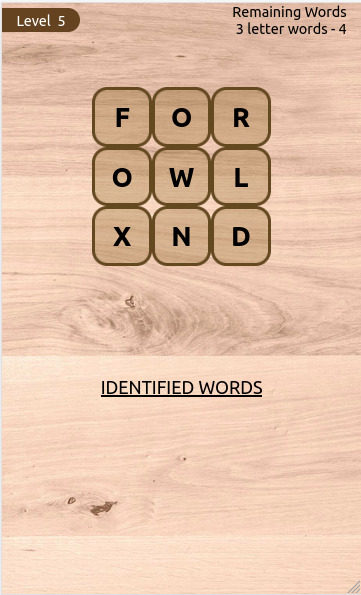 Level 5
Remaining Words
3 letter words - 4
F O R
O W L
X N D
IDENTIFIED WORDS